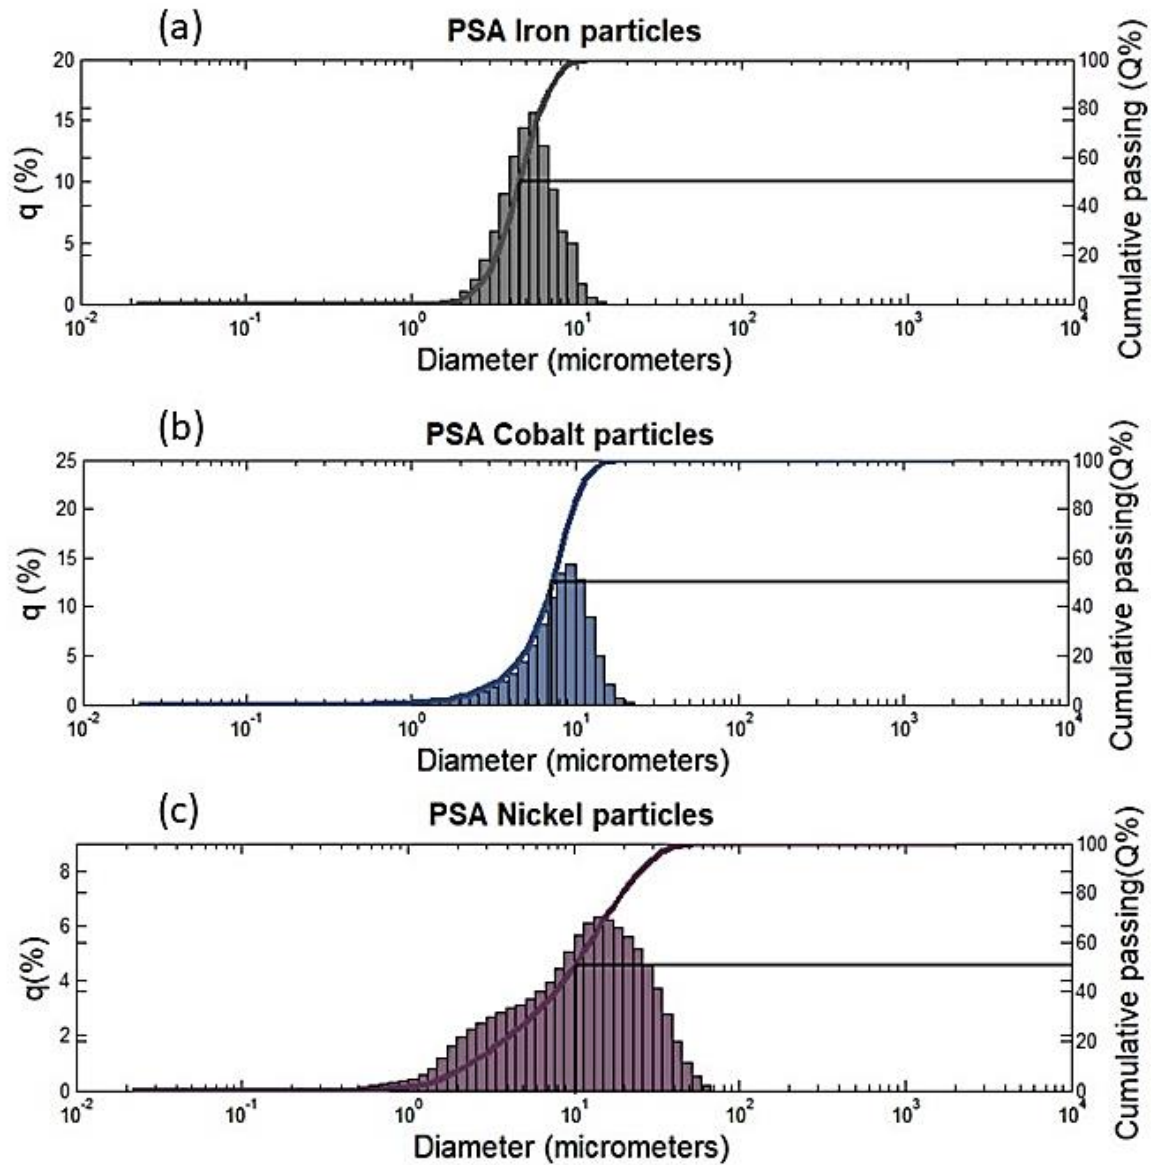 (a)
PSA Iron particles
20
15
10
5
0
q (%)
100
80
60
40
20
0
Cumulative passing (Q%)
10⁻² 10⁻¹ 10⁰ 10¹ 10² 10³ 10⁴
Diameter (micrometers)
(b)
PSA Cobalt particles
25
20
15
10
5
0
q (%)
100
80
60
40
20
0
Cumulative passing(Q%)
10⁻² 10⁻¹ 10⁰ 10¹ 10² 10³ 10⁴
Diameter (micrometers)
(c)
PSA Nickel particles
8
6
4
2
0
q(%)
100
80
60
40
20
0
Cumulative passing(Q%)
10⁻² 10⁻¹ 10⁰ 10¹ 10² 10³ 10⁴
Diameter (micrometers)